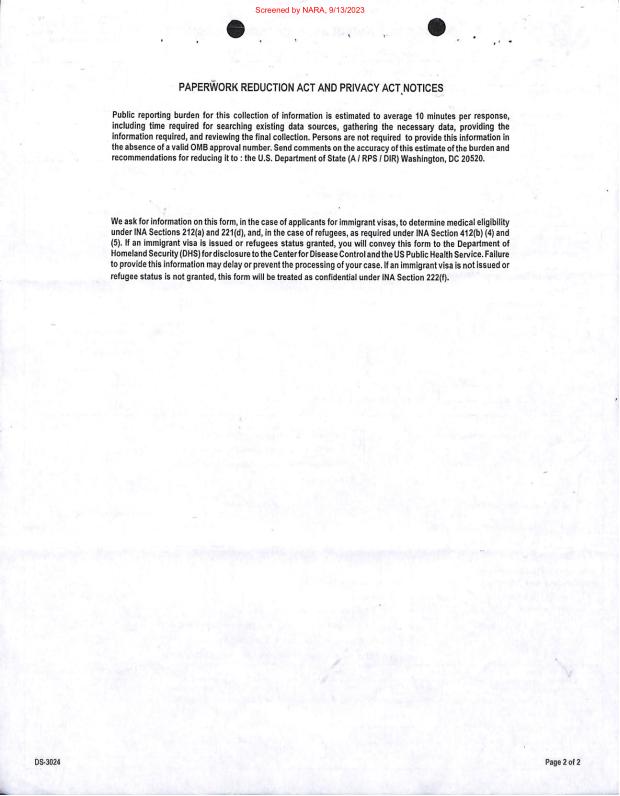 Screened by NARA, 9/13/2023
PAPERWORK REDUCTION ACT AND PRIVACY ACT NOTICES
Public reporting burden for this collection of information is estimated to average 10 minutes per response,
including time required for searching existing data sources, gathering the necessary data, providing the
information required, and reviewing the final collection. Persons are not required to provide this information in
the absence of a valid OMB approval number. Send comments on the accuracy of this estimate of the burden and
recommendations for reducing it to : the U.S. Department of State (A / RPS / DIR) Washington, DC 20520.
We ask for information on this form, in the case of applicants for immigrant visas, to determine medical eligibility
under INA Sections 212(a) and 221(d), and, in the case of refugees, as required under INA Section 412(b) (4) and
(5). If an immigrant visa is issued or refugees status granted, you will convey this form to the Department of
Homeland Security (DHS) for disclosure to the Center for Disease Control and the US Public Health Service. Failure
to provide this information may delay or prevent the processing of your case. If an immigrant visa is not issued or
refugee status is not granted, this form will be treated as confidential under INA Section 222(f).
DS-3024
Page 2 of 2